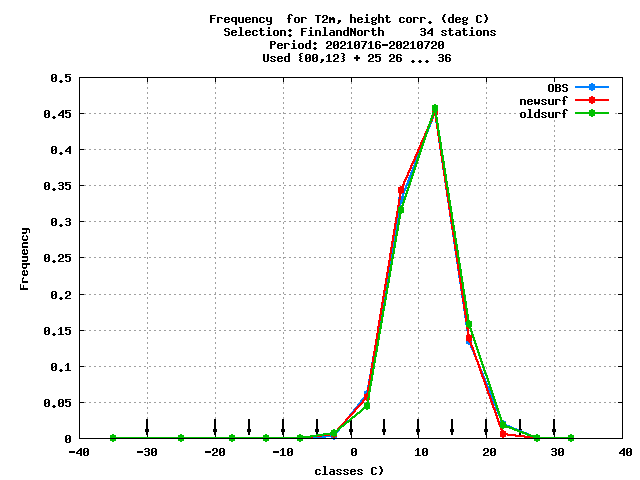 Frequency  for T2m, height corr. (deg C)
Selection: FinlandNorth     34 stations
Period: 20210716-20210720
Used {00,12} + 25 26 ... 36
0.5
0.45
0.4
0.35
0.3
0.25
0.2
0.15
0.1
0.05
0
Frequency
OBS
newsurf
oldsurf
-40 -30 -20 -10 0 10 20 30 40
classes C)